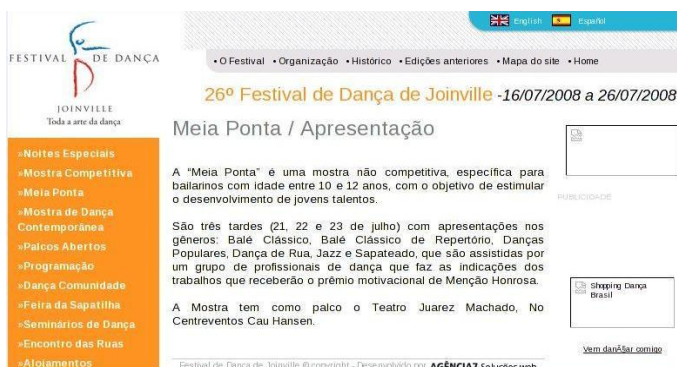 English Español
FESTIVAL DE DANÇA
JOINVILLE
Toda a arte da dança
• O Festival • Organização • Histórico • Edições anteriores • Mapa do site • Home
26º Festival de Dança de Joinville -16/07/2008 a 26/07/2008
»Noites Especiais
»Mostra Competitiva
»Meia Ponta
»Mostra de Dança
Contemporânea
»Palcos Abertos
»Programação
»Dança Comunidade
»Feira da Sapatilha
»Seminários de Dança
»Encontro das Ruas
»Alojamentos
Meia Ponta / Apresentação
A “Meia Ponta” é uma mostra não competitiva, específica para
bailarinos com idade entre 10 e 12 anos, com o objetivo de estimular
o desenvolvimento de jovens talentos.
São três tardes (21, 22 e 23 de julho) com apresentações nos
gêneros: Balé Clássico, Balé Clássico de Repertório, Danças
Populares, Dança de Rua, Jazz e Sapateado, que são assistidas por
um grupo de profissionais de dança que faz as indicações dos
trabalhos que receberão o prêmio motivacional de Menção Honrosa.
A Mostra tem como palco o Teatro Juarez Machado, No
Centreventos Cau Hansen.
Festival de Dança de Joinville © copyright - Desenvolvido por AGÊNCIA7 Soluções web
PUBLICIDADE
Shopping Dança
Brasil
Vem danÃ§ar comigo